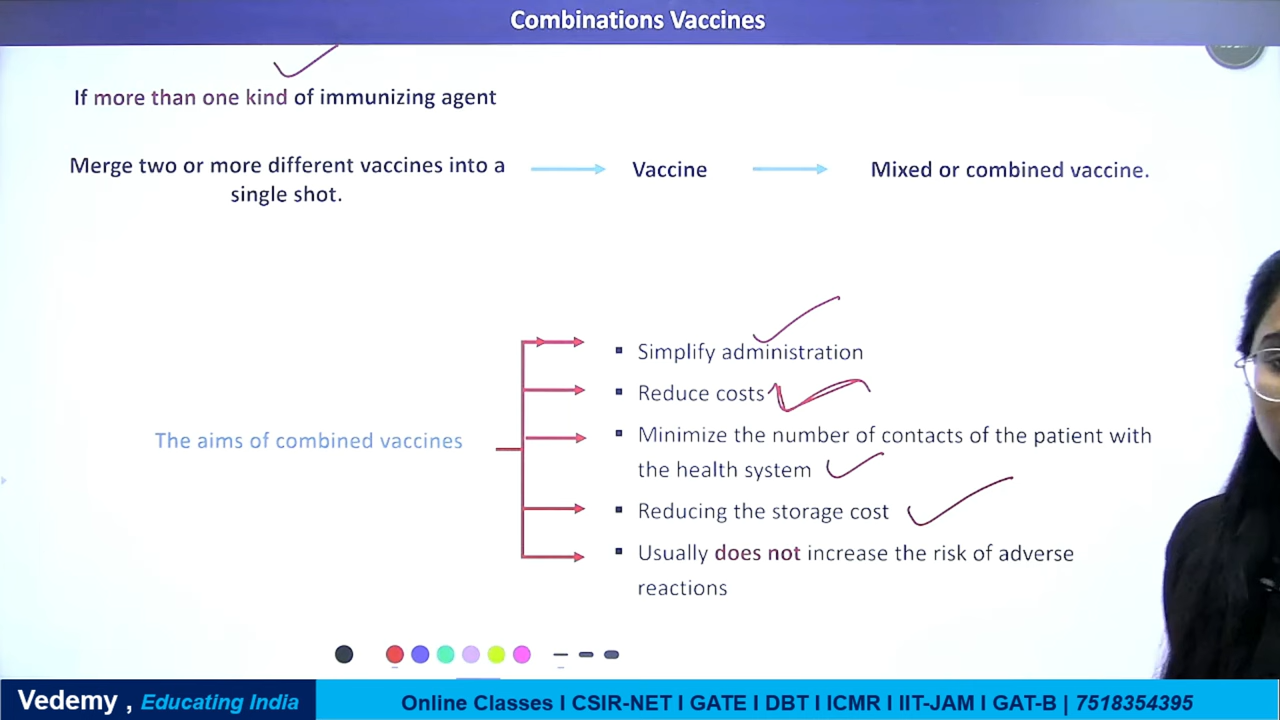 Combinations Vaccines
If more than one kind of immunizing agent
Merge two or more different vaccines into a
single shot.
Vaccine
Mixed or combined vaccine.
The aims of combined vaccines
Simplify administration
Reduce costs
Minimize the number of contacts of the patient with
the health system
Reducing the storage cost
Usually does not increase the risk of adverse
reactions
Vedemy , Educating India
Online Classes I CSIR-NET I GATE I DBT I ICMR I IIT-JAM I GAT-B | 7518354395